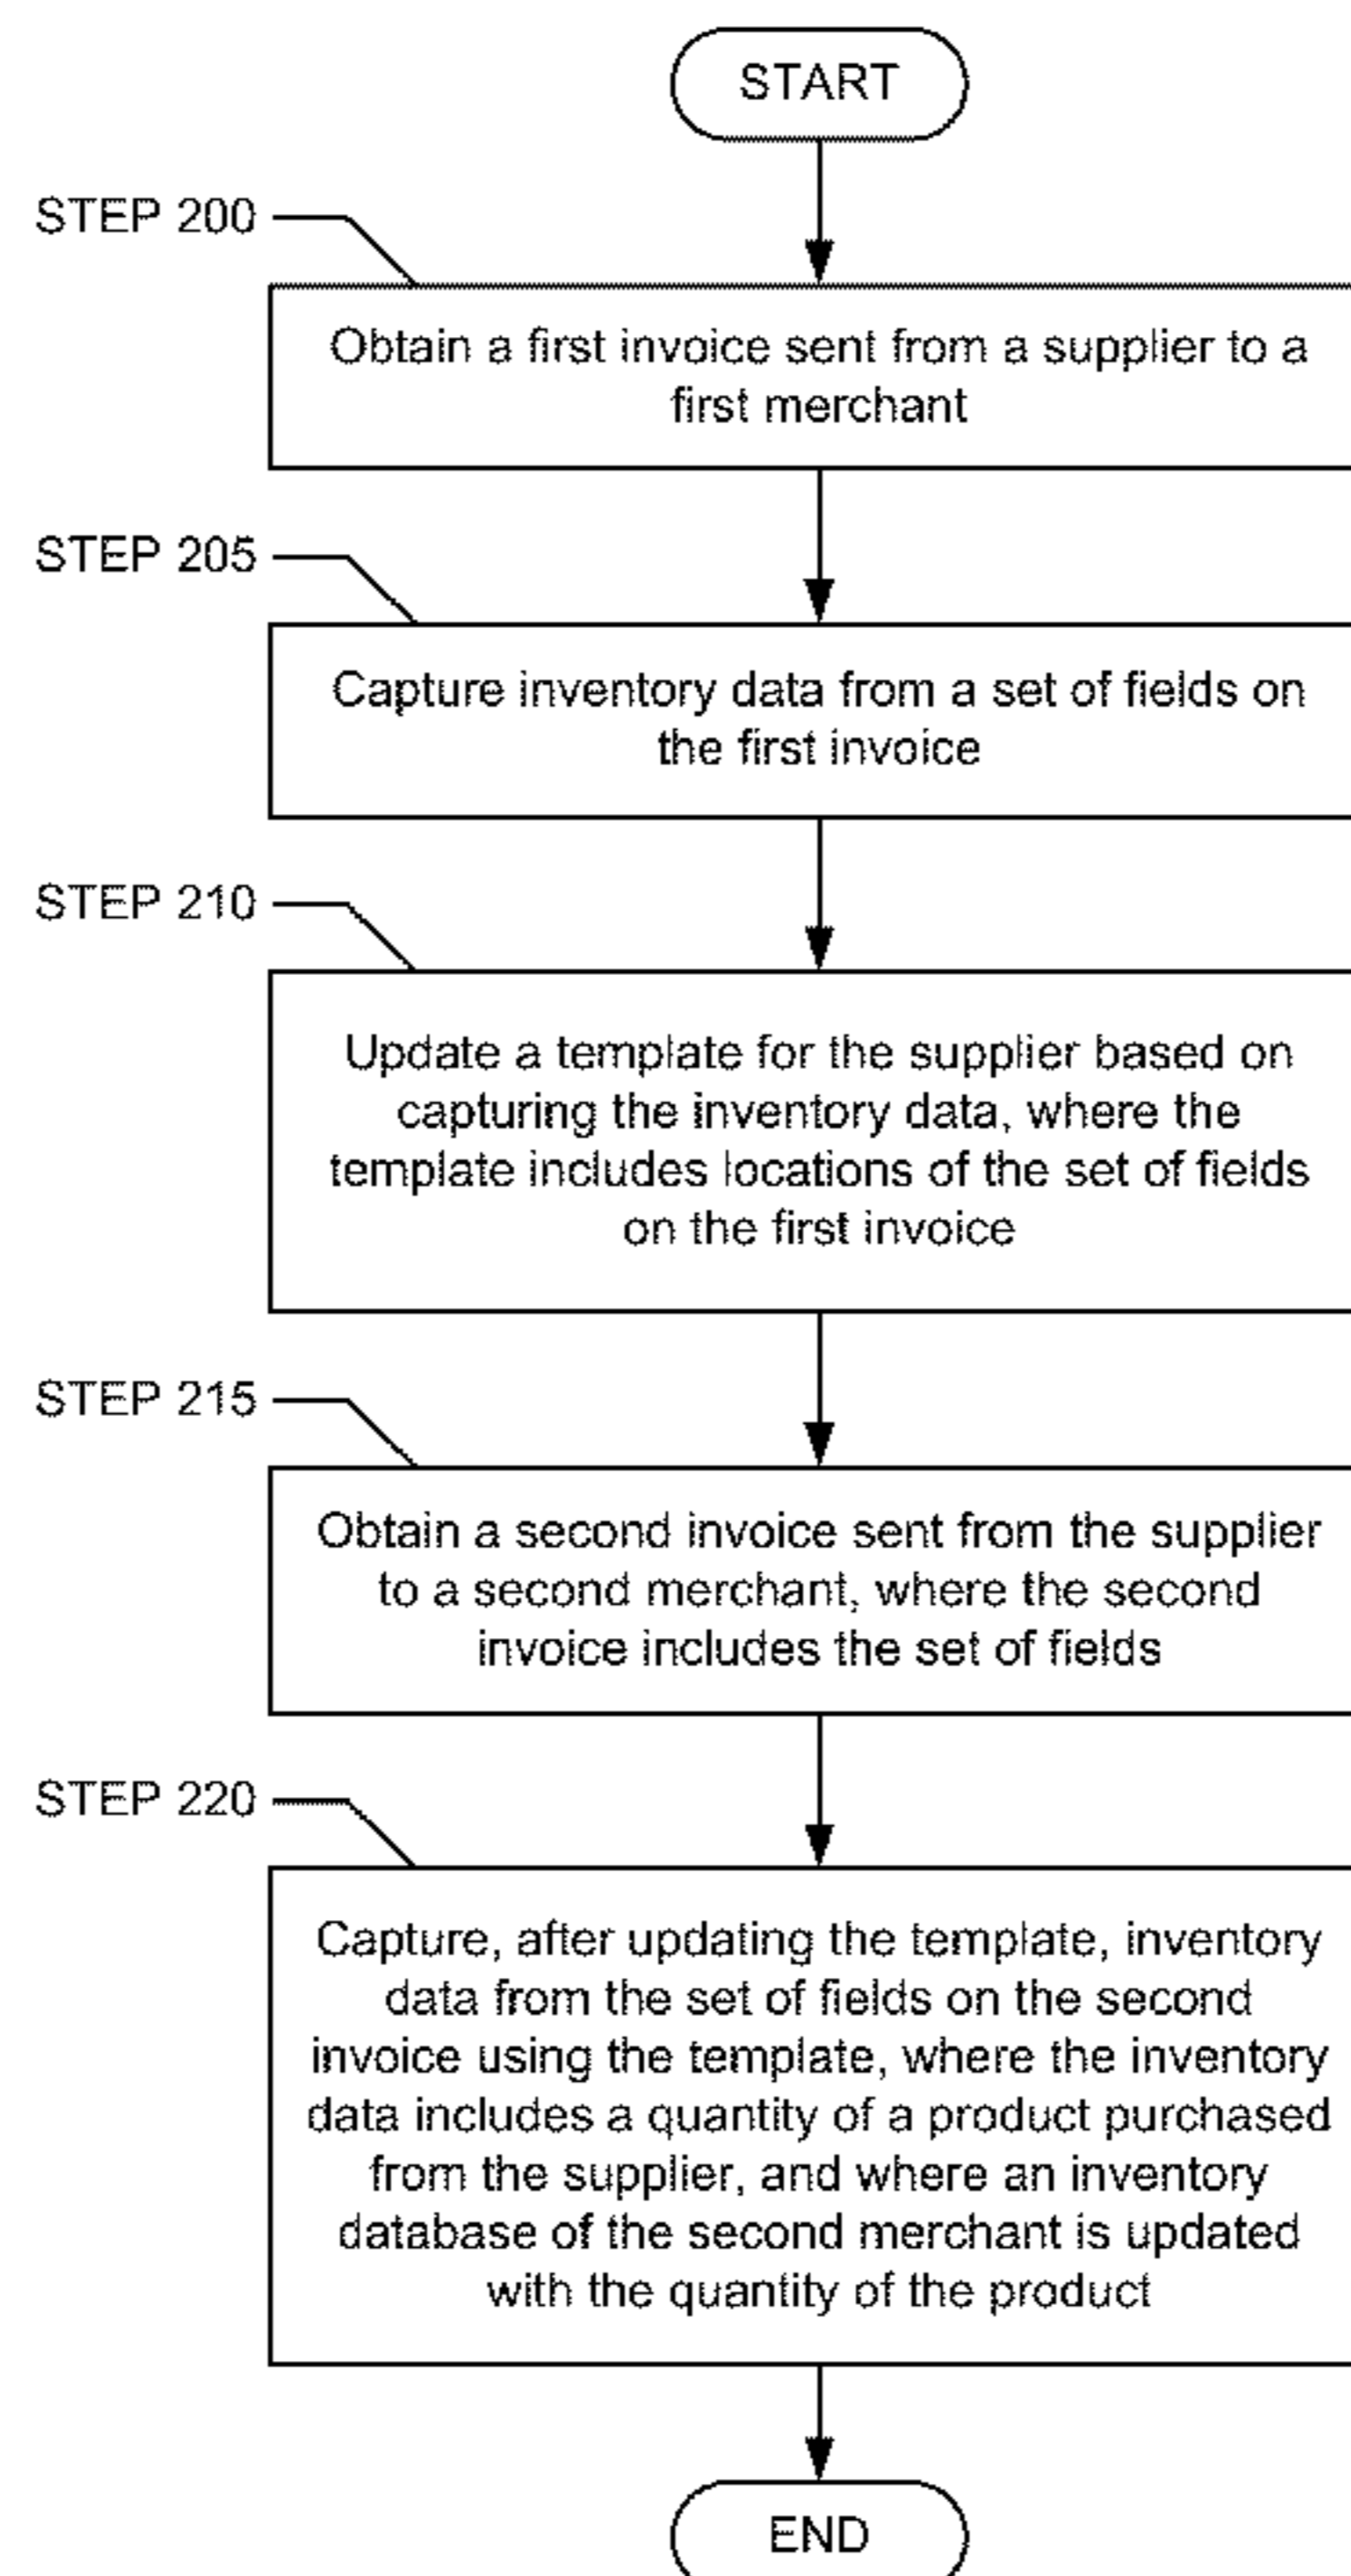 START
STEP 200
Obtain a first invoice sent from a supplier to a
first merchant
STEP 205
Capture inventory data from a set of fields on
the first invoice
STEP 210
Update a template for the supplier based on
capturing the inventory data, where the
template includes locations of the set of fields
on the first invoice
STEP 215
Obtain a second invoice sent from the supplier
to a second merchant, where the second
invoice includes the set of fields
STEP 220
Capture, after updating the template, inventory
data from the set of fields on the second
invoice using the template, where the inventory
data includes a quantity of a product purchased
from the supplier, and where an inventory
database of the second merchant is updated
with the quantity of the product
END